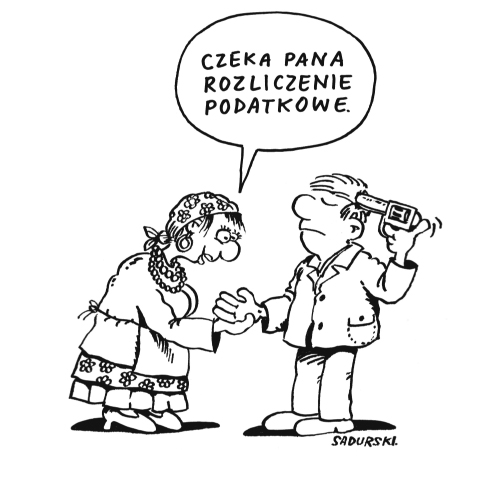 CZEKA PANA
ROZLICZENIE
PODATKOWE.
SADURSKI.